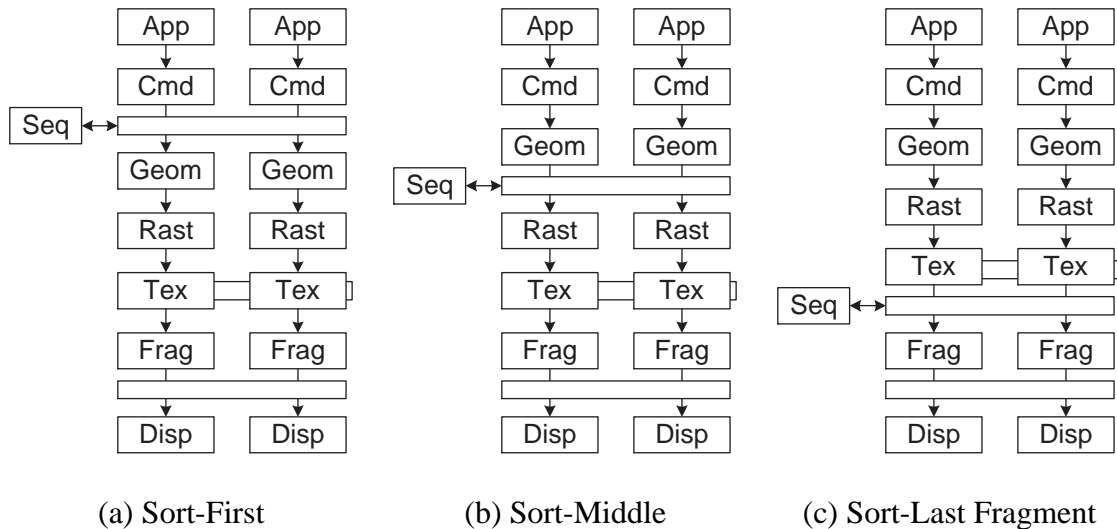 App App
Cmd Cmd
Seq
Geom Geom
Rast Rast
Tex Tex
Frag Frag
Disp Disp
(a) Sort-First
App App
Cmd Cmd
Geom Geom
Seq
Rast Rast
Tex Tex
Frag Frag
Disp Disp
(b) Sort-Middle
App App
Cmd Cmd
Geom Geom
Rast Rast
Tex Tex
Seq
Frag Frag
Disp Disp
(c) Sort-Last Fragment